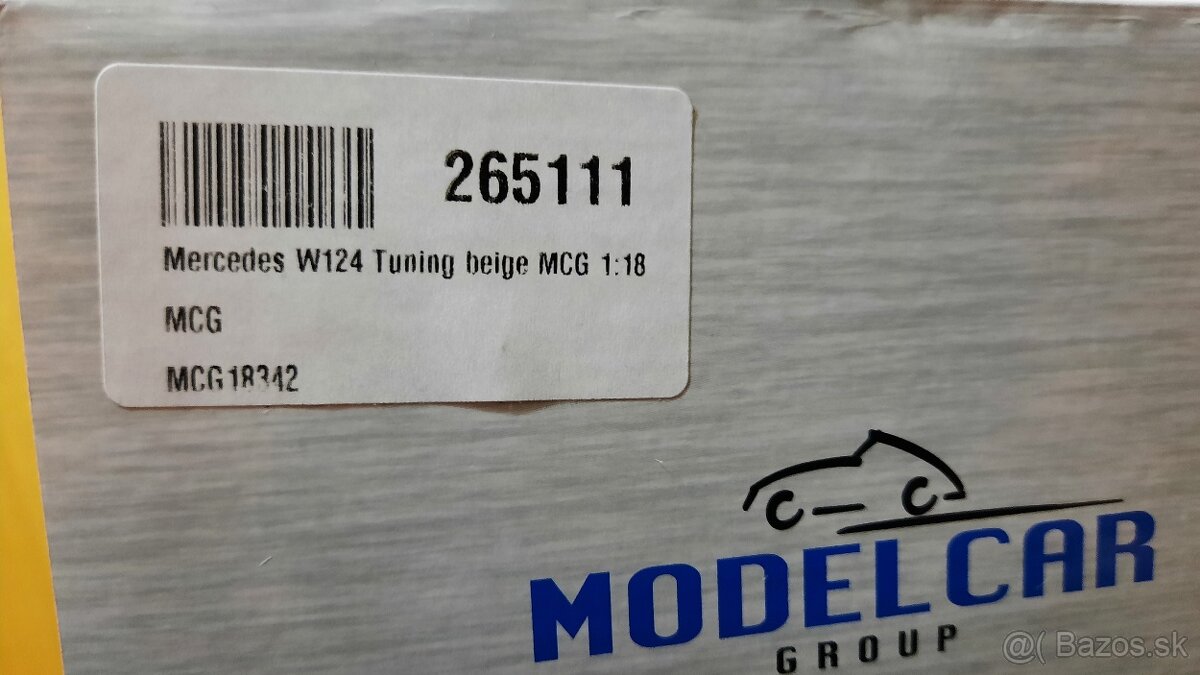 265111
Mercedes W124 Tuning beige MCG 1:18
MCG
MCG18342
MODELCAR
GROUP
@( Bazos.sk